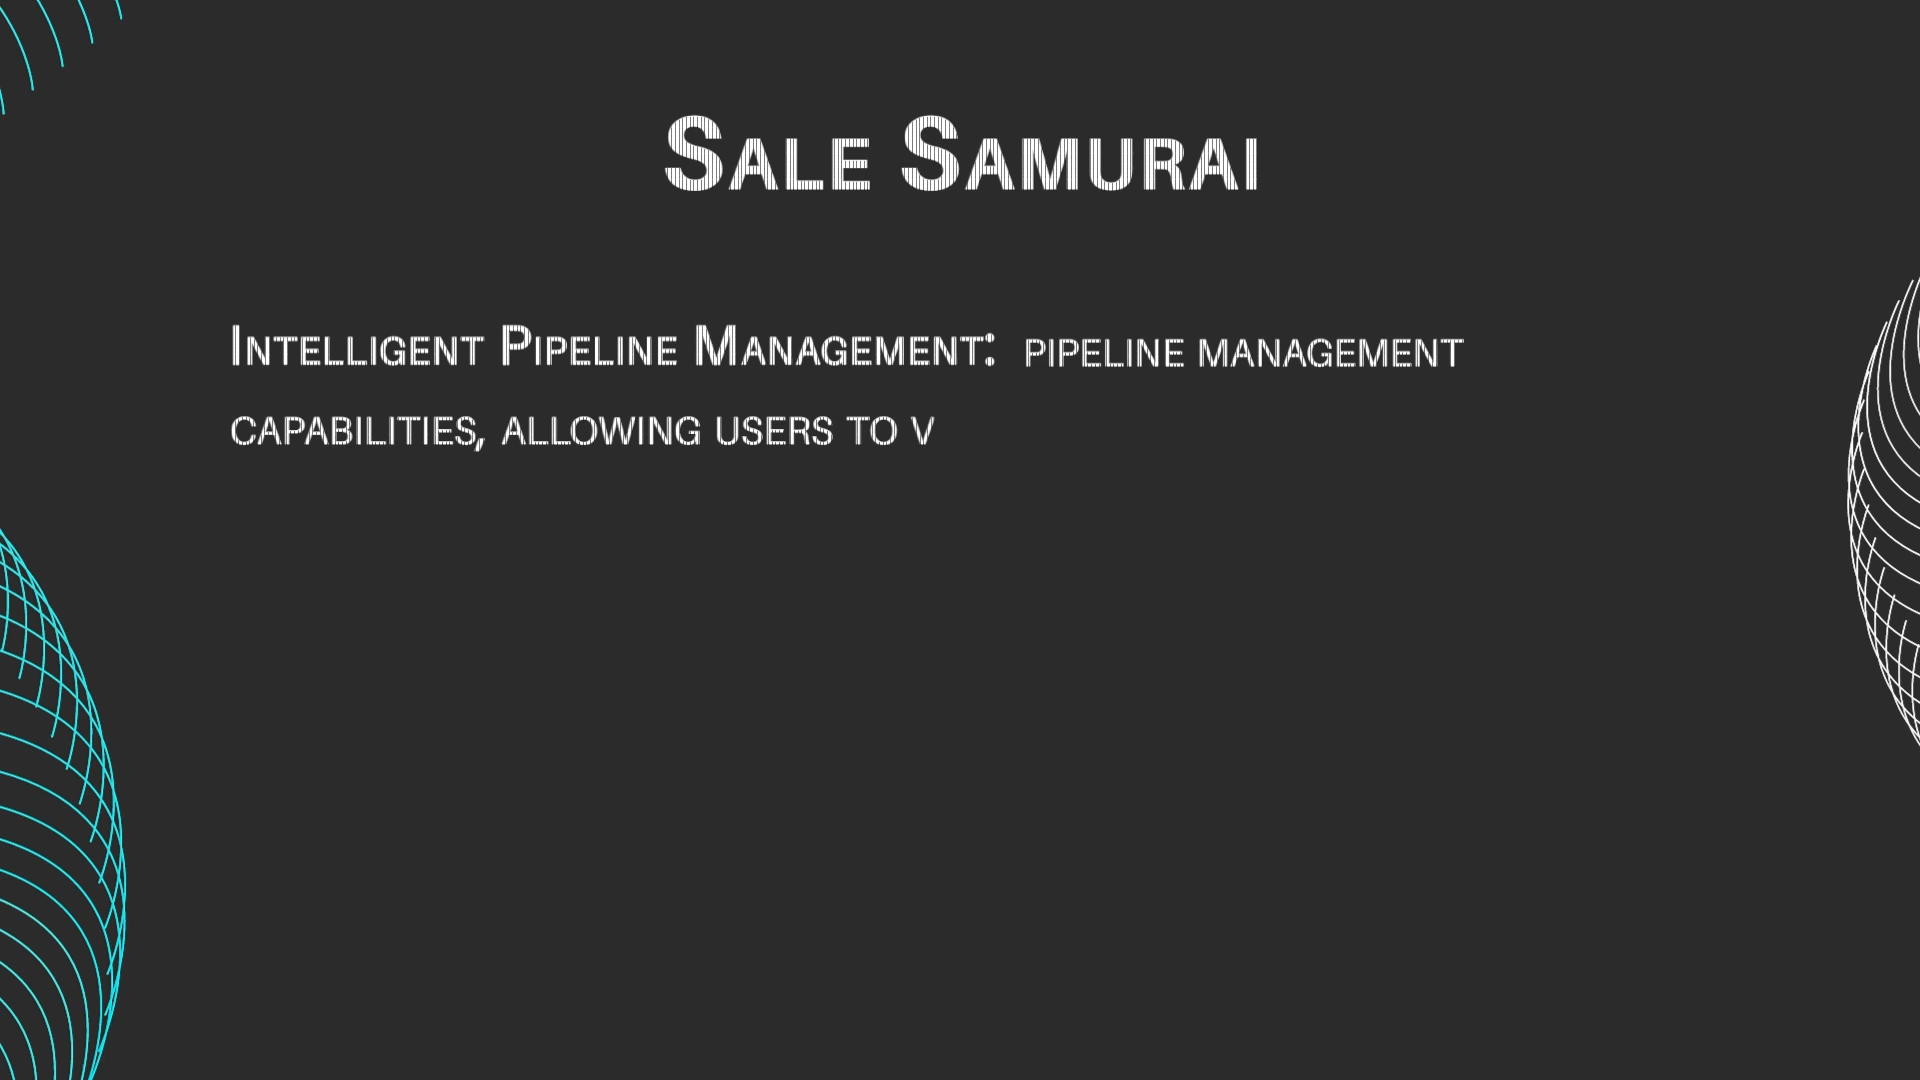 Sale Samurai
Intelligent Pipeline Management: pipeline management
capabilities, allowing users to v